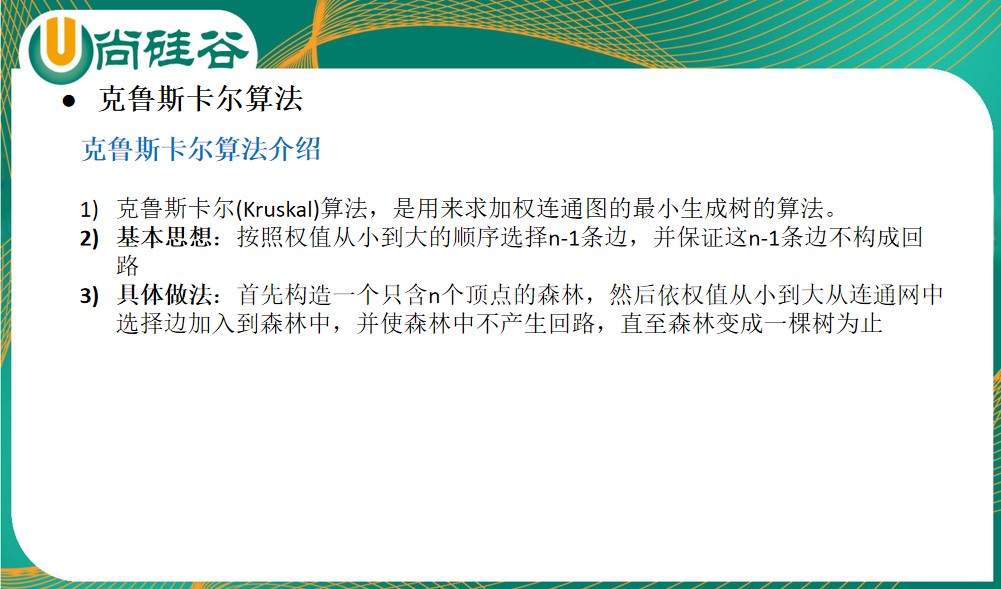 尚硅谷
● 克鲁斯卡尔算法
克鲁斯卡尔算法介绍
1) 克鲁斯卡尔(Kruskal)算法，是用来求加权连通图的最小生成树的算法。
2) 基本思想：按照权值从小到大的顺序选择n-1条边，并保证这n-1条边不构成回
路
3) 具体做法：首先构造一个只含n个顶点的森林，然后依权值从小到大从连通网中
选择边加入到森林中，并使森林中不产生回路，直至森林变成一棵树为止